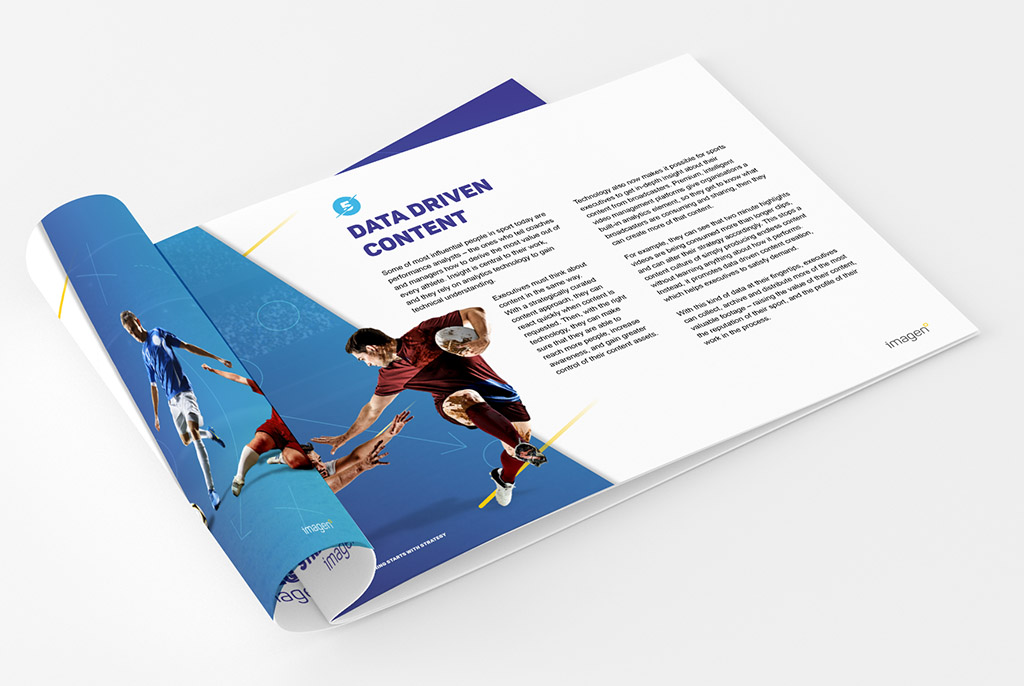 5
DATA DRIVEN
CONTENT
Some of most influential people in sport today are
performance analysts – the ones who tell coaches
and managers how to derive the most value out of
every athlete. Insight is central to their work,
and they rely on analytics technology to gain
technical understanding.
Executives must think about
content in the same way.
With a strategically curated
content approach, they can
react quickly when content is
requested. Then, with the right
technology, they can make
sure that they are able to
reach more people, increase
awareness, and gain greater
control of their content assets.
Technology also now makes it possible for sports
executives to get in-depth insight about their
content from broadcasters. Premium, intelligent
video management platforms give organisations a
built-in analytics element, so they get to know what
broadcasters are consuming and sharing, then they
can create more of that content.
For example, they can see that two minute highlights
videos are being consumed more than longer clips,
and can alter their strategy accordingly. This stops a
content culture of simply producing endless content
without learning anything about how it performs.
Instead, it promotes data driven content creation,
which helps executives to satisfy demand.
With this kind of data at their fingertips, executives
can collect, archive and distribute more of the most
valuable footage – raising the value of their content,
the reputation of their sport, and the profile of their
work in the process.
imagen
imagen
STARTS WITH STRATEGY